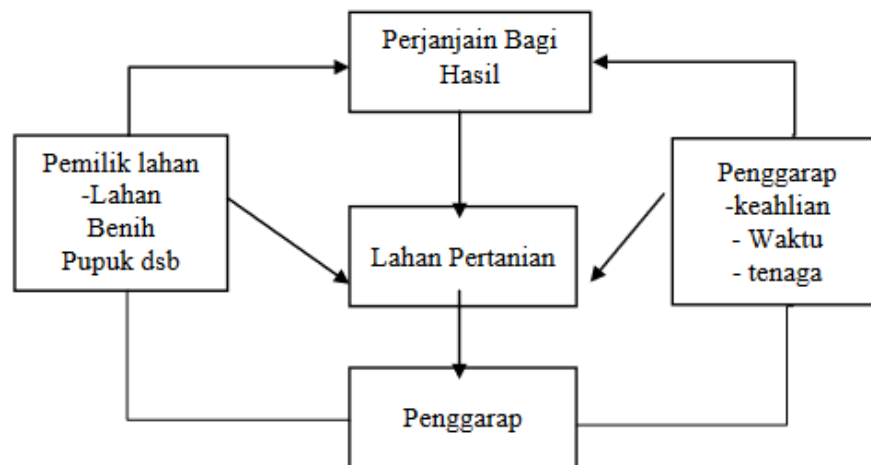 Perjanjain Bagi
Hasil
Pemilik lahan
-Lahan
Benih
Pupuk dsb
Penggarap
-keahlian
- Waktu
- tenaga
Lahan Pertanian
Penggarap